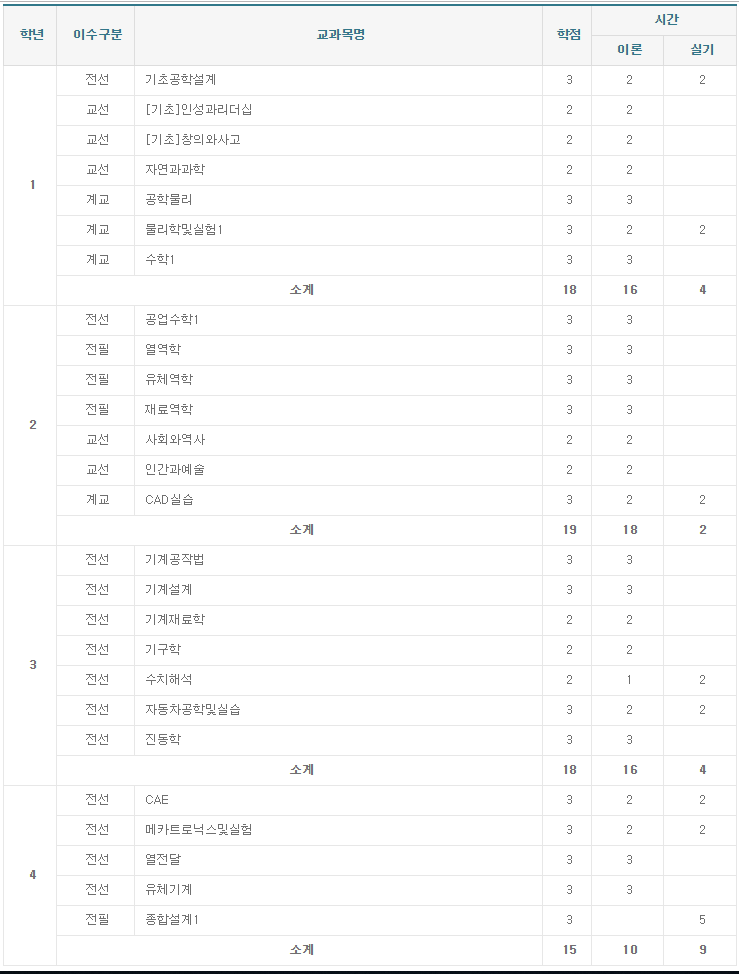 학년 이수구분 교과목명 학점 시간
이론 실기
1
전선 기초공학설계 3 2 2
교선 [기초]인성과리더십 2 2
교선 [기초]창의와사고 2 2
교선 자연과과학 2 2
계교 공학물리 3 3
계교 물리학및실험1 3 2 2
계교 수학1 3 3
소계 18 16 4
2
전선 공업수학1 3 3
전필 열역학 3 3
전필 유체역학 3 3
전필 재료역학 3 3
교선 사회와역사 2 2
교선 인간과예술 2 2
계교 CAD실습 3 2 2
소계 19 18 2
3
전선 기계공작법 3 3
전선 기계설계 3 3
전선 기계재료학 2 2
전선 기구학 2 2
전선 수치해석 2 1 2
전선 자동차공학및실습 3 2 2
전선 진동학 3 3
소계 18 16 4
4
전선 CAE 3 2 2
전선 메카트로닉스및실험 3 2 2
전선 열전달 3 3
전선 유체기계 3 3
전필 종합설계1 3 5
소계 15 10 9